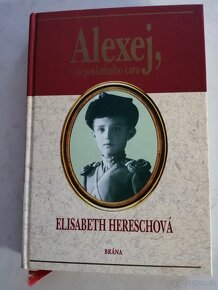 Alexej,
syn posledního cara
ELISABETH HERESCHOVÁ
BRÁNA